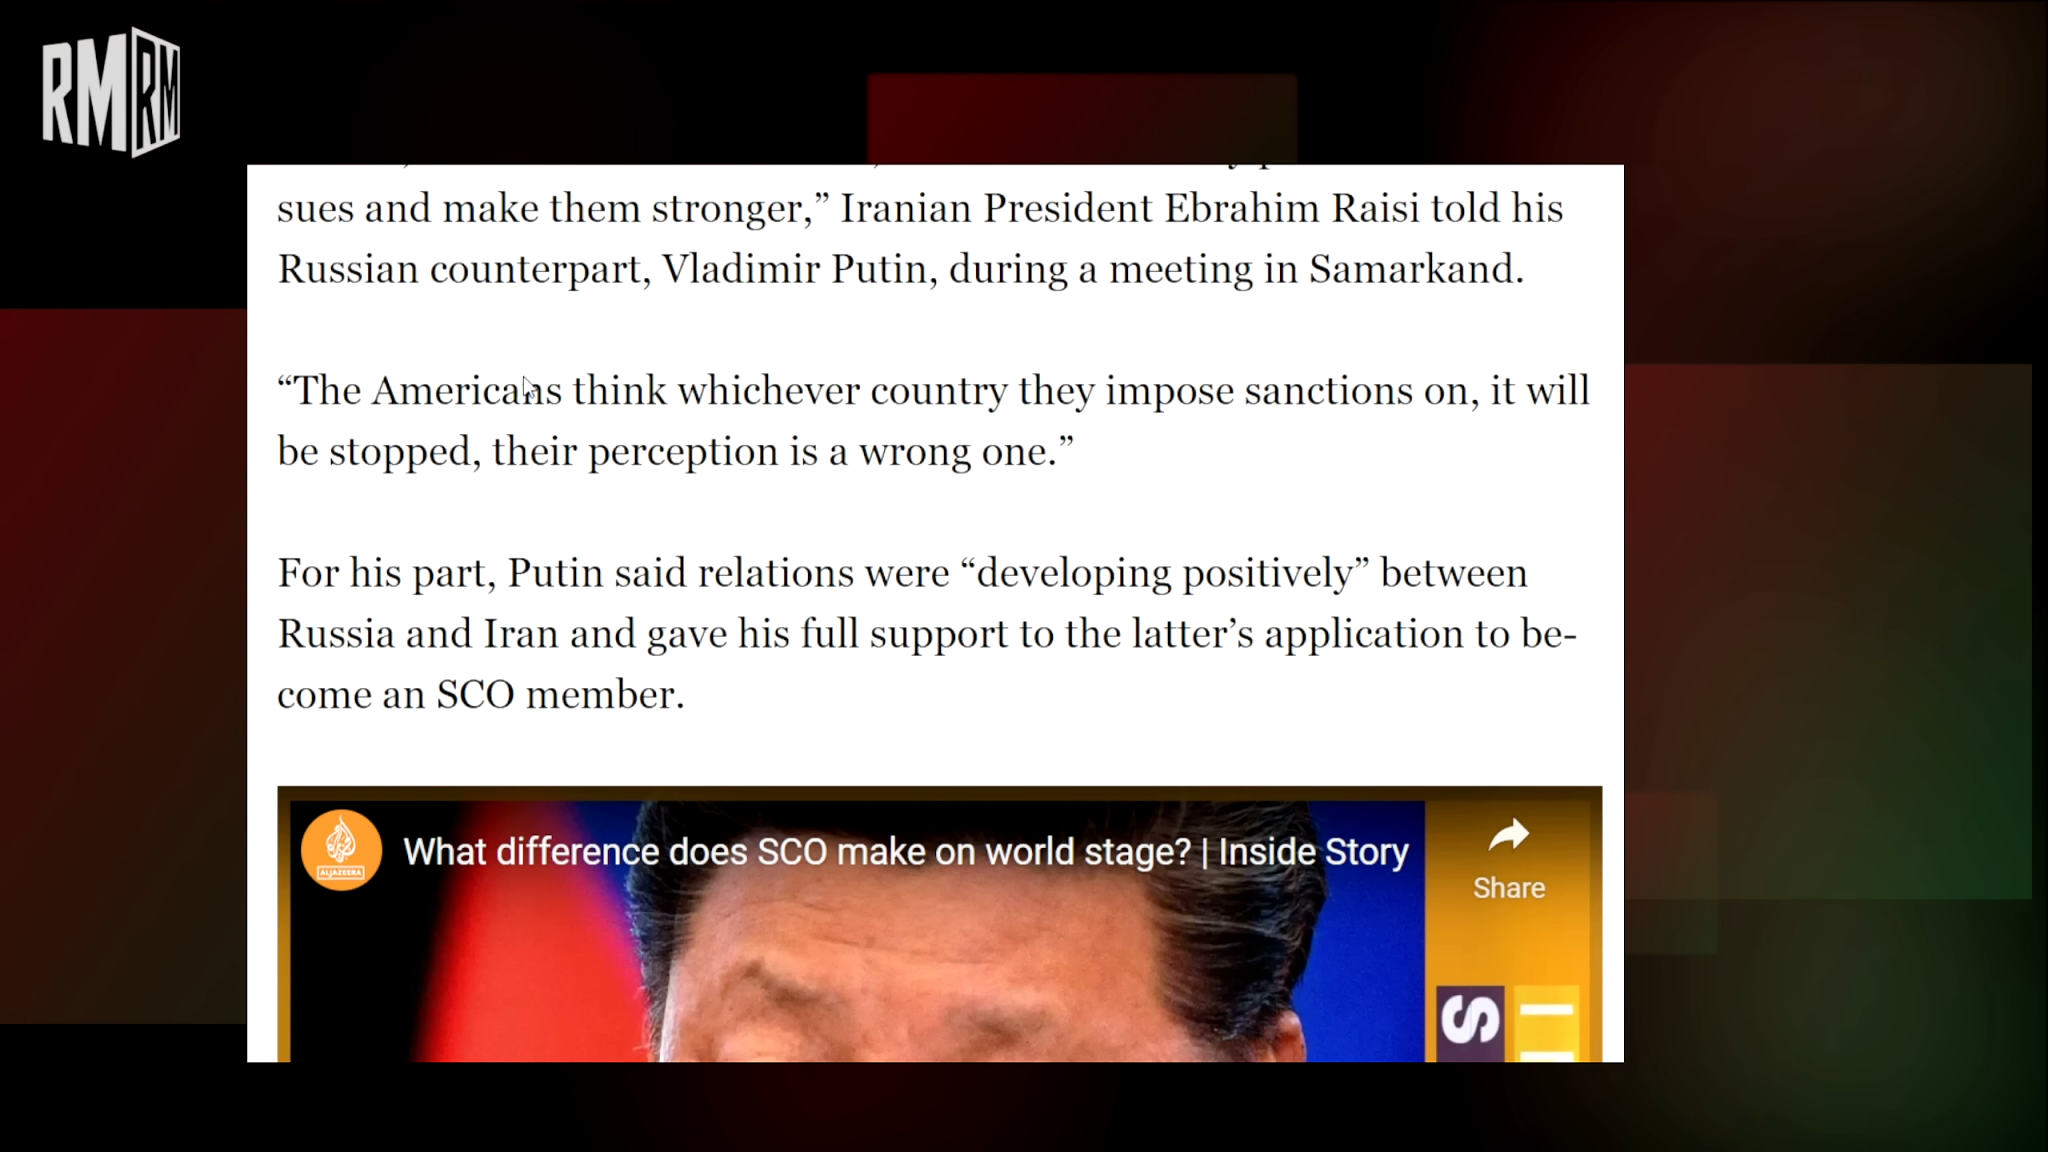 RM RM
sues and make them stronger,” Iranian President Ebrahim Raisi told his
Russian counterpart, Vladimir Putin, during a meeting in Samarkand.
“The Americans think whichever country they impose sanctions on, it will
be stopped, their perception is a wrong one.”
For his part, Putin said relations were “developing positively” between
Russia and Iran and gave his full support to the latter’s application to be-
come an SCO member.
ALJAZEERA
What difference does SCO make on world stage? | Inside Story
Share
S